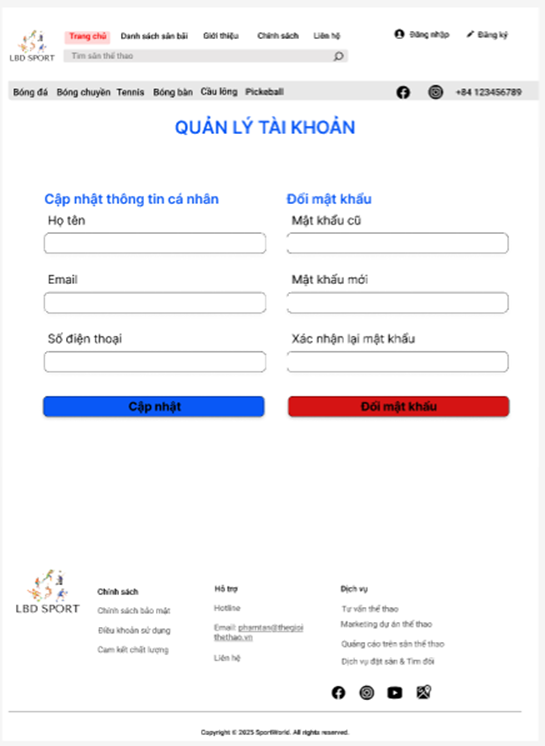 LBD SPORT
Trang chủ Danh sách sân bãi Giới thiệu Chính sách Liên hệ Đăng nhập Đăng ký
Tìm sân thể thao
Bóng đá Bóng chuyền Tennis Bóng bàn Cầu lông Pickeball +84 123456789
QUẢN LÝ TÀI KHOẢN
Cập nhật thông tin cá nhân
Họ tên
Email
Số điện thoại
Cập nhật
Đổi mật khẩu
Mật khẩu cũ
Mật khẩu mới
Xác nhận lại mật khẩu
Đổi mật khẩu
LBD SPORT
Chính sách
Chính sách bảo mật
Điều khoản sử dụng
Cam kết chất lượng
Hỗ trợ
Hotline
Email: phamtan@thegioi
thethao.vn
Liên hệ
Dịch vụ
Tư vấn thể thao
Marketing dự án thể thao
Quảng cáo trên sân thể thao
Dịch vụ đặt sân & Tìm đối
Copyright © 2025 SportWorld. All rights reserved.